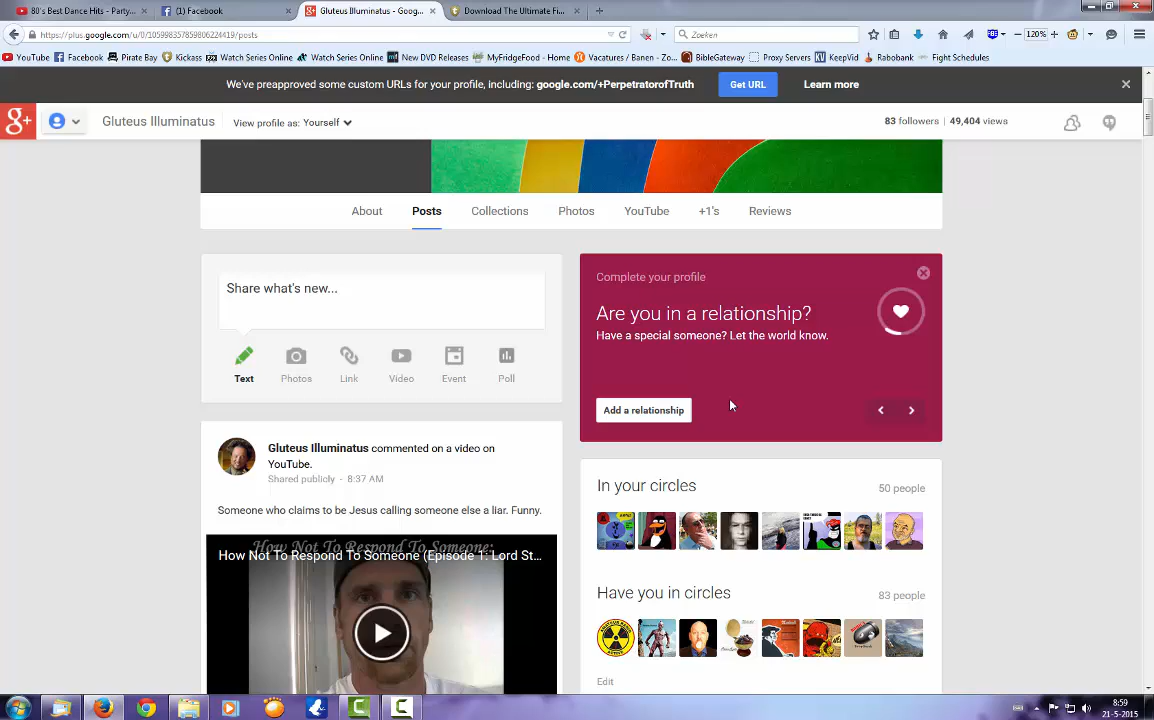 80's Best Dance Hits - Party...
(1) Facebook
Gluteus Illuminatus - Goog...
Download The Ultimate Fi...
https://plus.google.com/u/0/105998357859806224419/posts
Zoeken
120%
YouTube Facebook Pirate Bay Kickass Watch Series Online Watch Series Online New DVD Releases MyFridgeFood - Home Vacatures / Banen - Zo... BibleGateway Proxy Servers KeepVid Rabobank Fight Schedules
We've preapproved some custom URLs for your profile, including: google.com/+PerpetratorofTruth Get URL Learn more
g+ Gluteus Illuminatus View profile as: Yourself 83 followers 49,404 views
About Posts Collections Photos YouTube +1's Reviews
Share what's new...
Text Photos Link Video Event Poll
Complete your profile
Are you in a relationship?
Have a special someone? Let the world know.
Add a relationship
Gluteus Illuminatus commented on a video on
YouTube.
Shared publicly - 8:37 AM
Someone who claims to be Jesus calling someone else a liar. Funny.
How Not To Respond To Someone:
How Not To Respond To Someone (Episode 1: Lord St...
In your circles 50 people
Have you in circles 83 people
Edit
8:59
21-5-2015